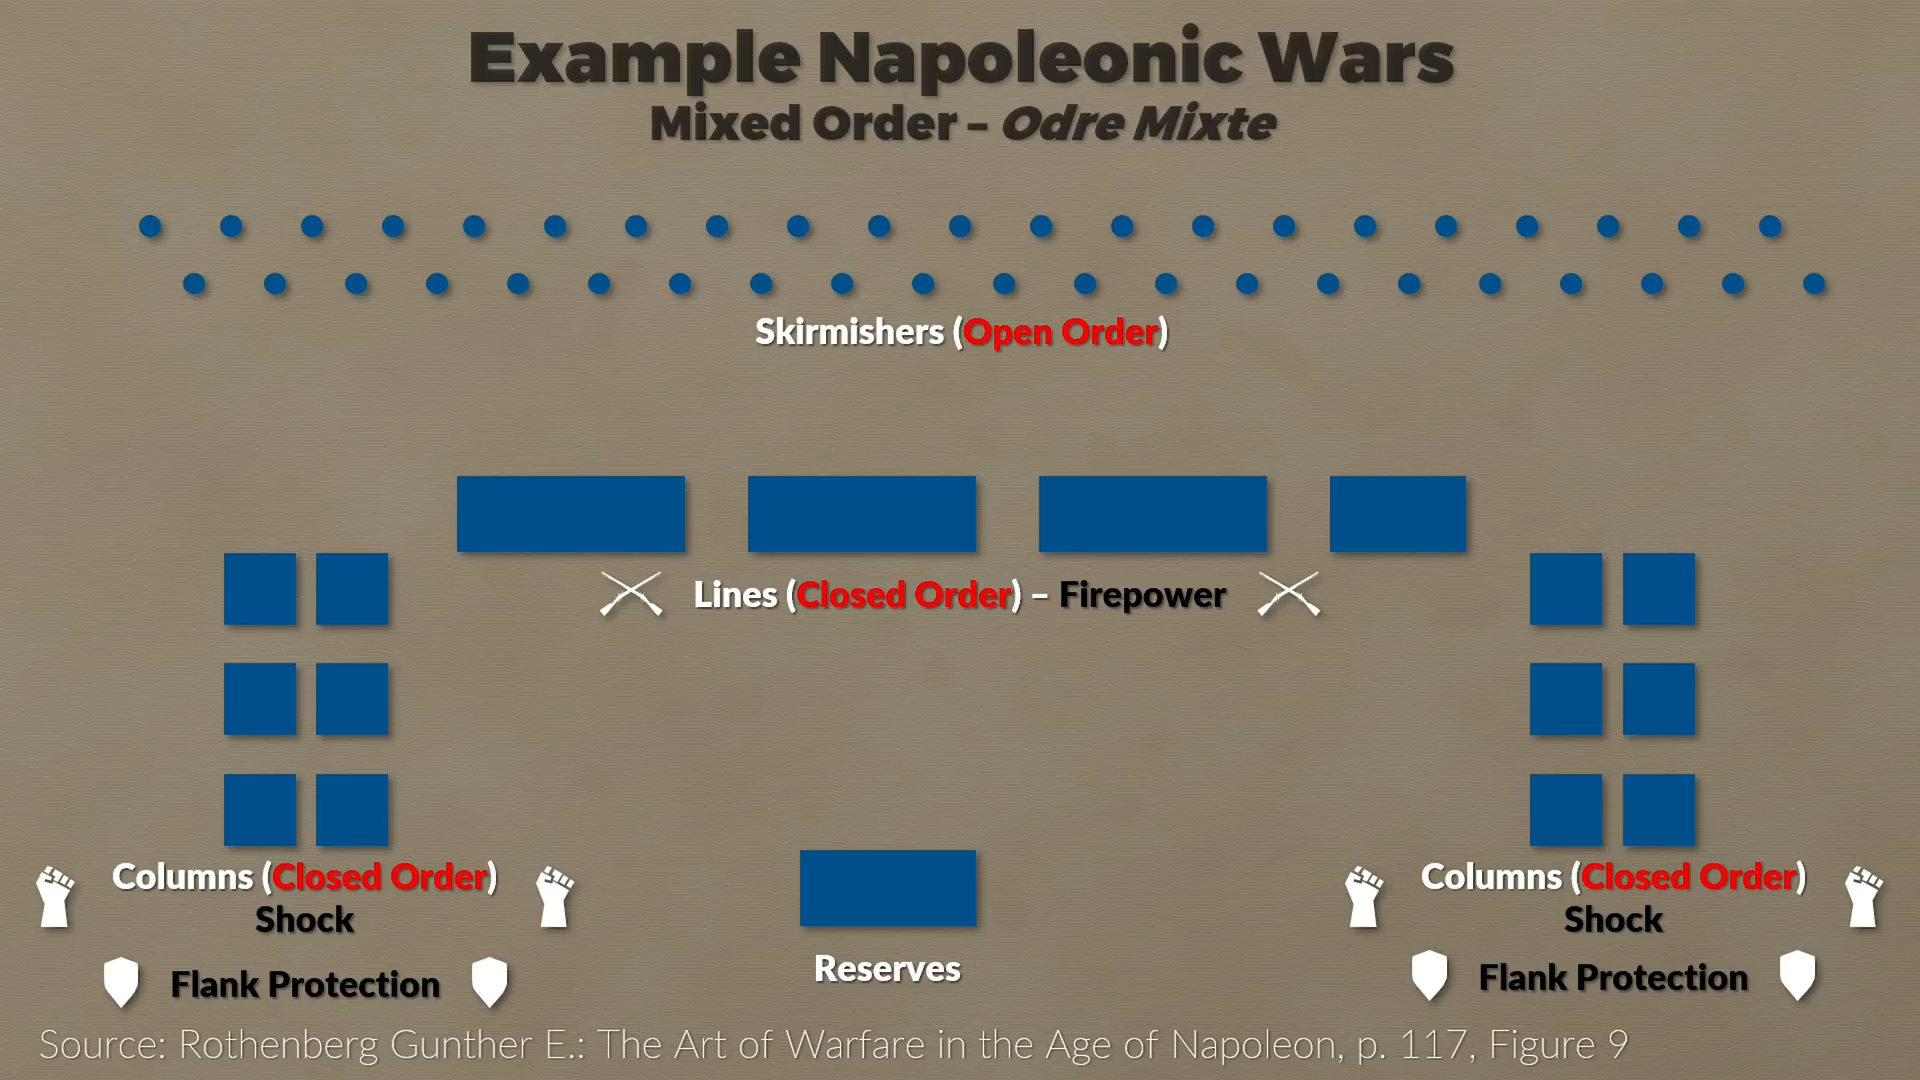 Example Napoleonic Wars
Mixed Order – Odre Mixte
Skirmishers (Open Order)
Lines (Closed Order) – Firepower
Columns (Closed Order)
Shock
Flank Protection
Reserves
Columns (Closed Order)
Shock
Flank Protection
Source: Rothenberg Gunther E.: The Art of Warfare in the Age of Napoleon, p. 117, Figure 9